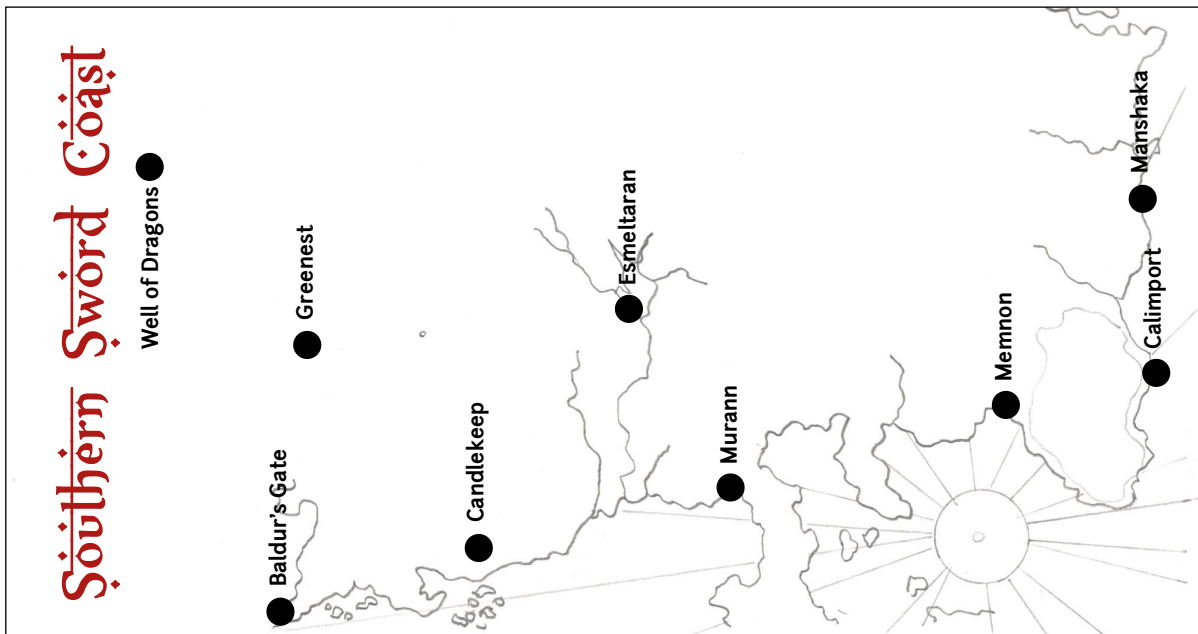 Southern Sword Coast
Well of Dragons
Baldur's Gate
Greenest
Candlekeep
Esmeltaran
Murann
Memnon
Manshaka
Calimport